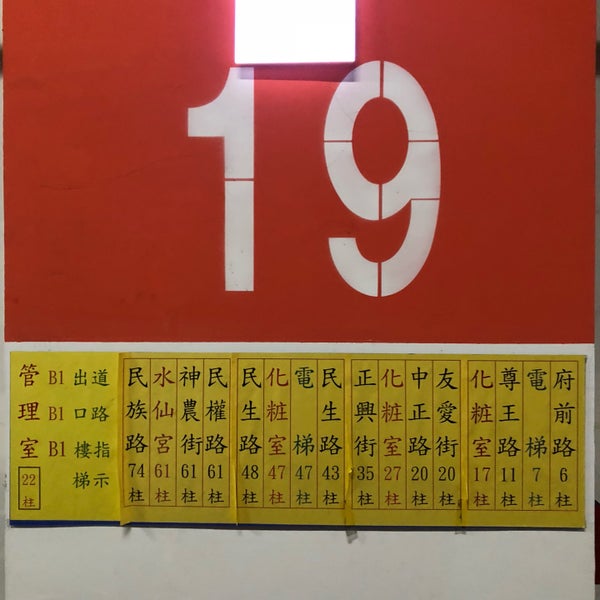 19
府前路6柱
電梯7柱
尊王路11柱
化粧室17柱
友愛街20柱
中正路20柱
化粧室27柱
正興街35柱
民生路43柱
電梯47柱
化粧室47柱
民生路48柱
民權路61柱
神農街61柱
水仙宮61柱
民族路74柱
道路指示
出口樓梯
B1 B1 B1
管理室22柱